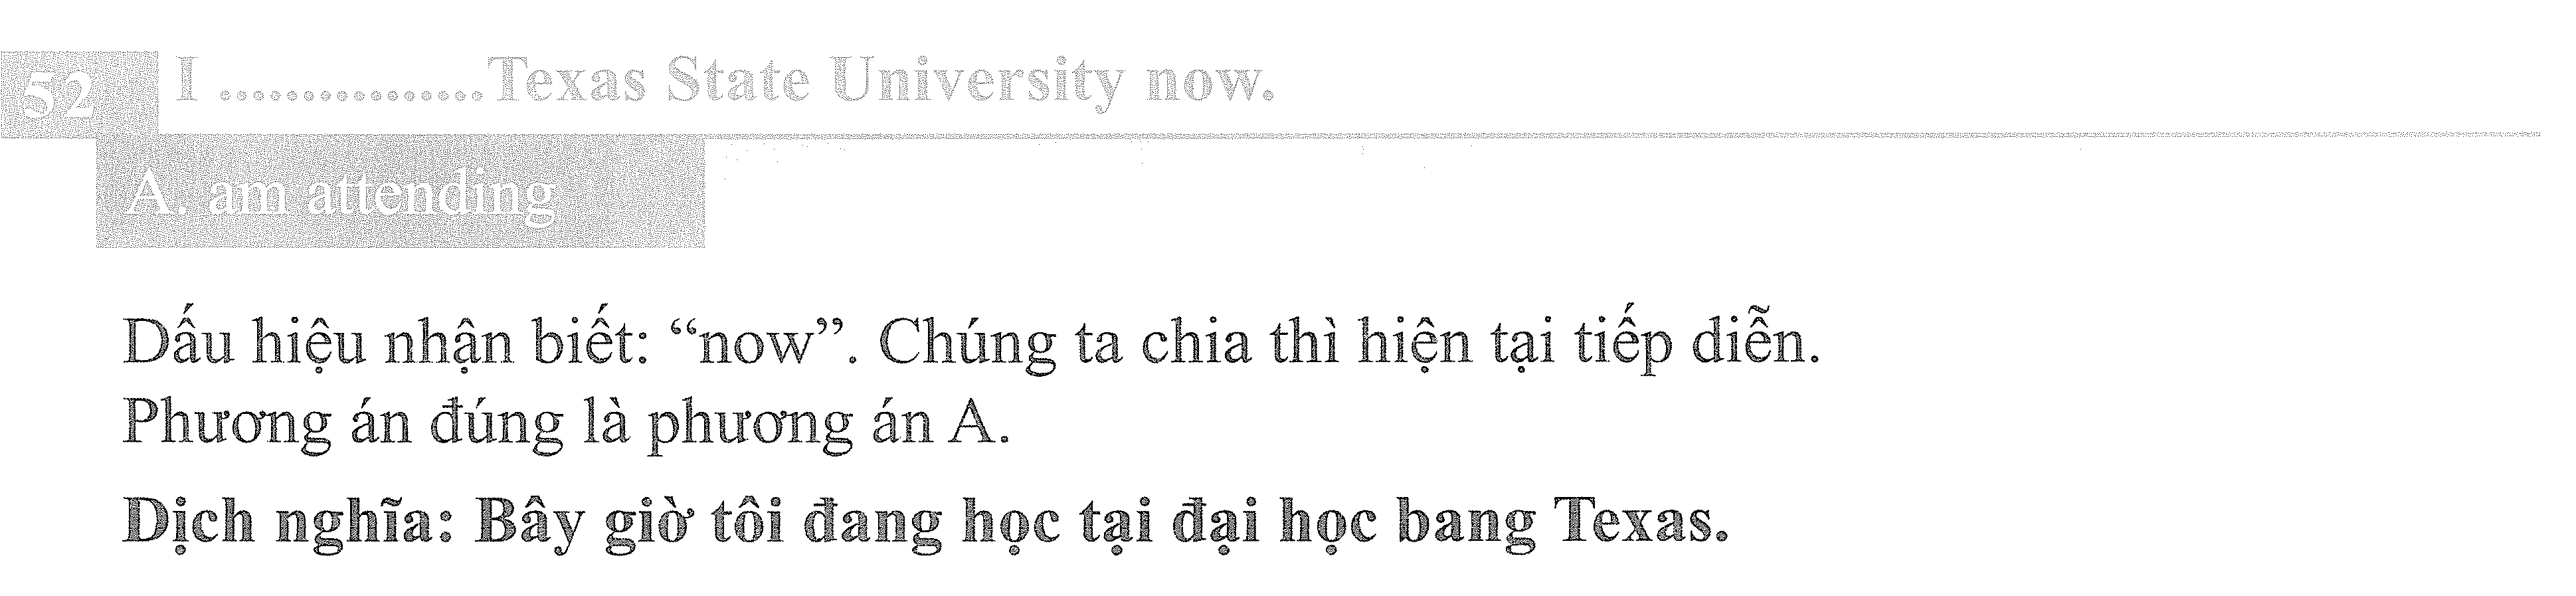 52 I ................Texas State University now.
A. am attending
Dấu hiệu nhận biết: “now”. Chúng ta chia thì hiện tại tiếp diễn.
Phương án đúng là phương án A.
Dịch nghĩa: Bây giờ tôi đang học tại đại học bang Texas.